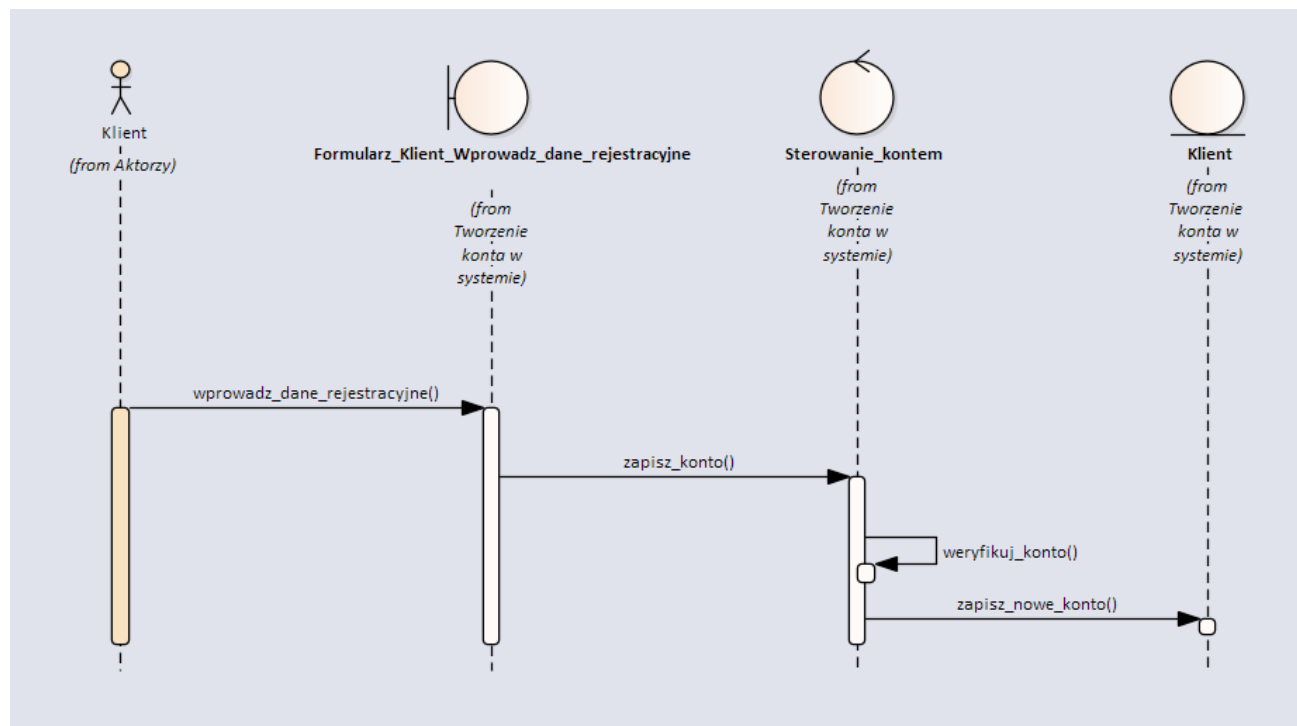 Klient
(from Aktorzy)
Formularz_Klient_Wprowadz_dane_rejestracyjne
(from
Tworzenie
konta w
systemie)
Sterowanie_kontem
(from
Tworzenie
konta w
systemie)
Klient
(from
Tworzenie
konta w
systemie)
wprowadz_dane_rejestracyjne()
zapisz_konto()
weryfikuj_konto()
zapisz_nowe_konto()